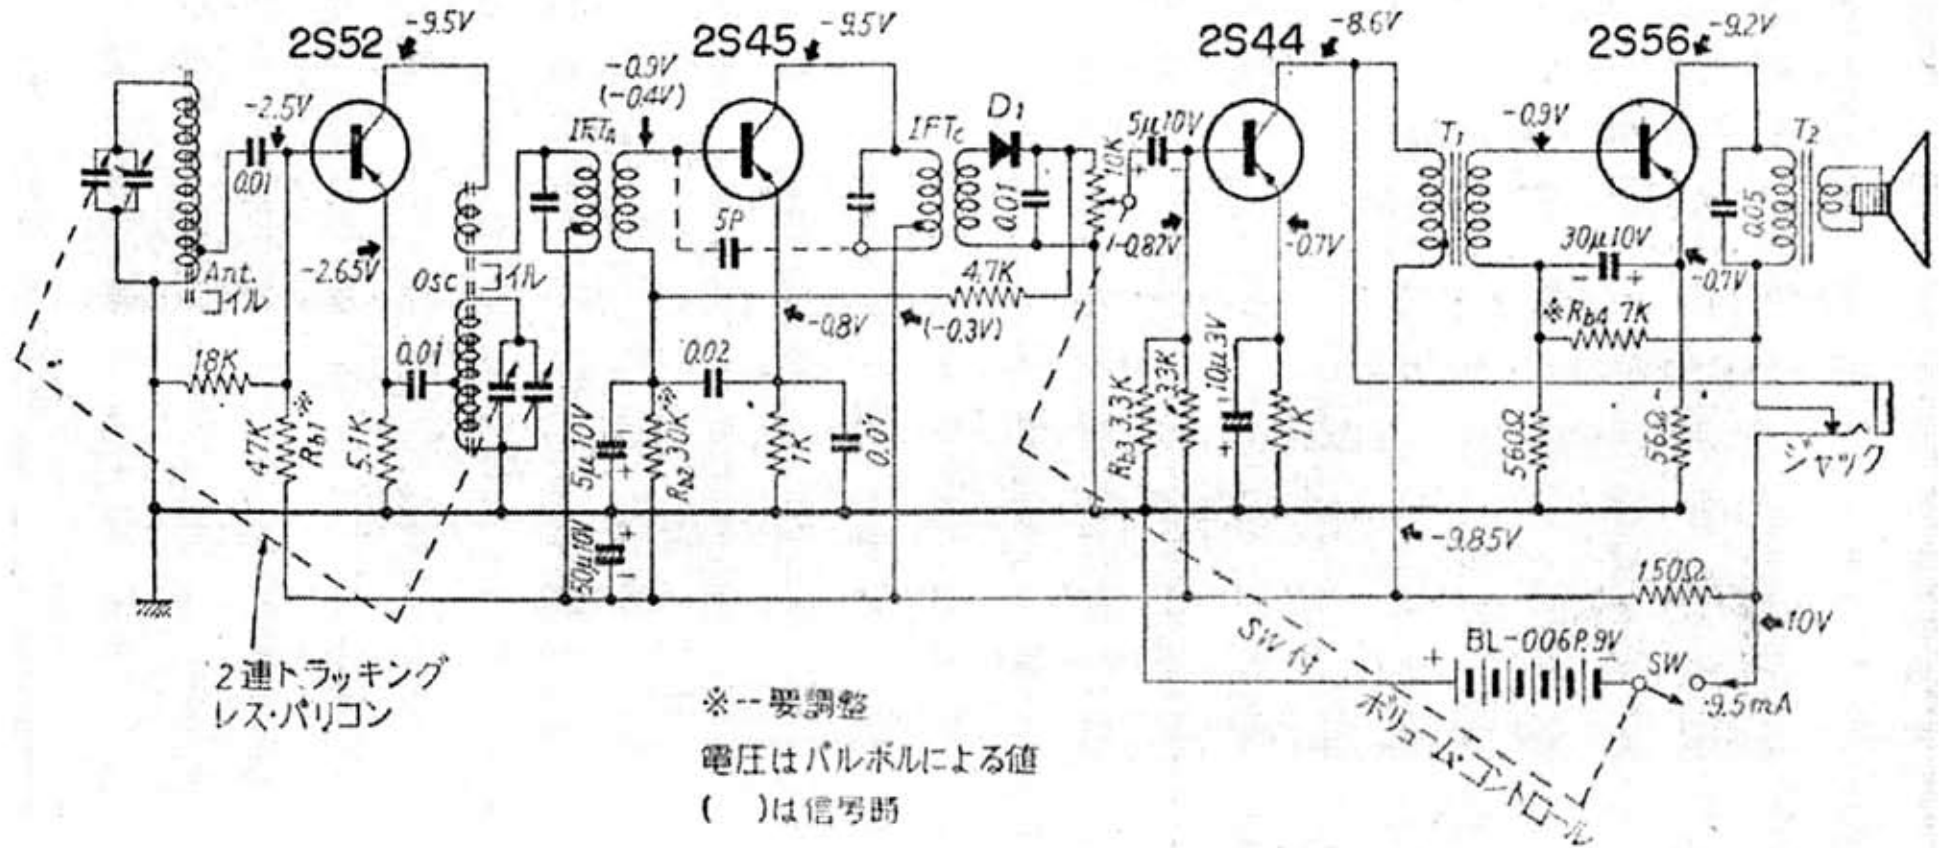 2S52
-9.5V
2S45
-9.5V
2S44
-8.6V
2S56
-9.2V
-2.5V
0.01
-0.9V
(-0.4V)
IFTA
IFTC
D1
10K
5μ10V
T1
-0.9V
T2
Ant.
コイル
-2.65V
OSC
コイル
5P
0.01
-0.82V
-0.7V
30μ10V
0.05
-0.7V
4.7K
-0.8V
(-0.3V)
※Rb4 7K
18K
0.01
0.02
47K
Rb1※
5.1K
5μ10V
Rb2 30K※
1K
0.01
Rb3 3.3K
33K
10μ3V
1K
560Ω
56Ω
ジャック
50μ10V
-9.85V
150Ω
10V
BL-006P.9V
SW
9.5mA
SW付
ボリューム・コントロール
2連トラッキング
レス・バリコン
※--要調整
電圧はバルボルによる値
( )は信号時